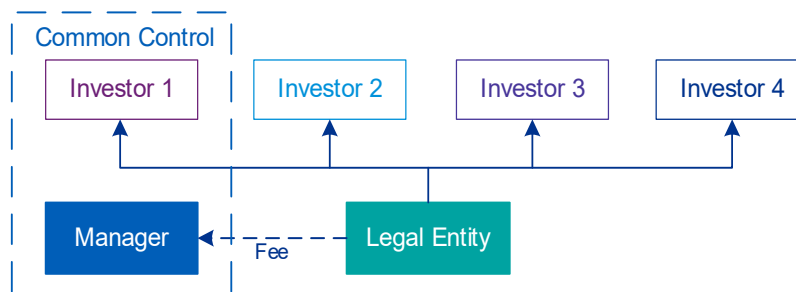 Common Control
Investor 1
Investor 2
Investor 3
Investor 4
Manager
Fee
Legal Entity